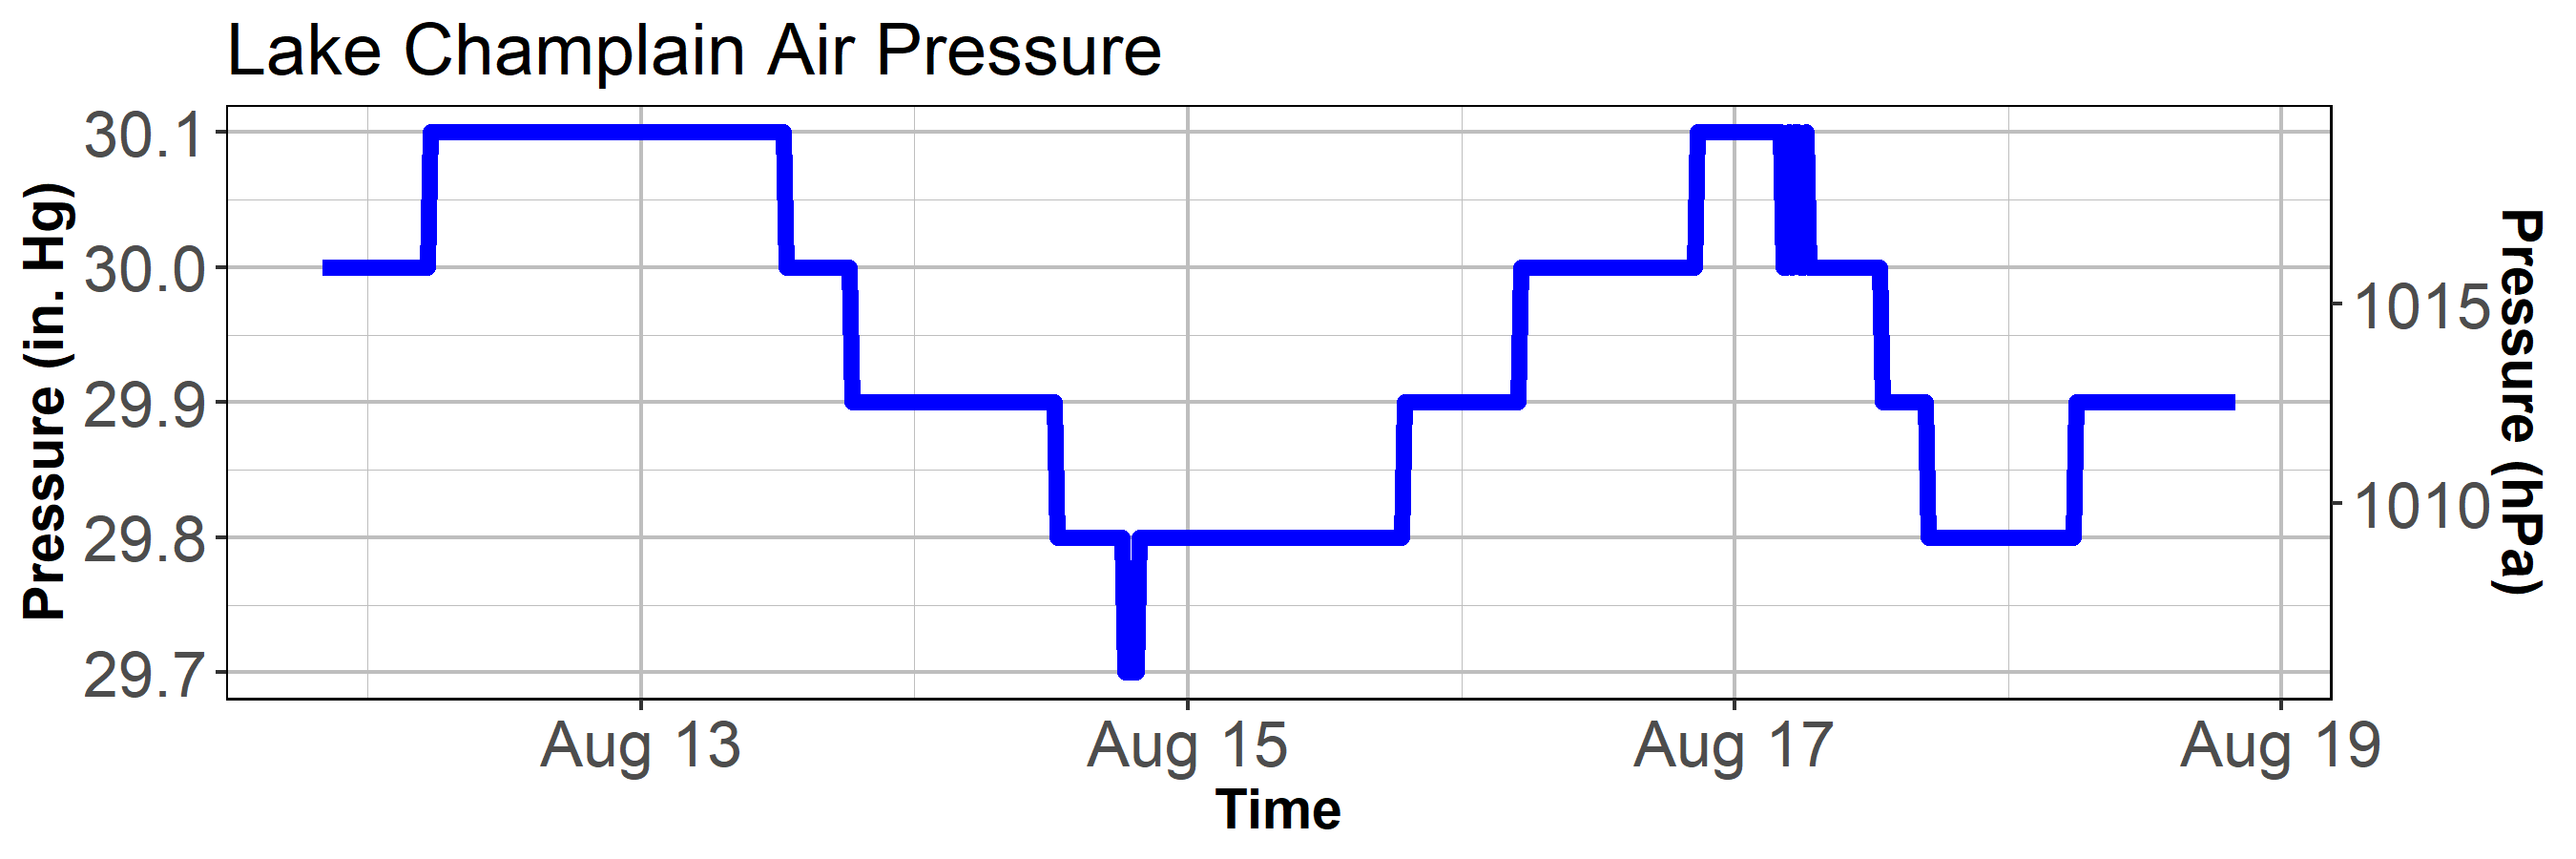 Lake Champlain Air Pressure
Pressure (in. Hg)
30.1
30.0
29.9
29.8
29.7
1015
1010
Pressure (hPa)
Aug 13
Aug 15
Aug 17
Aug 19
Time